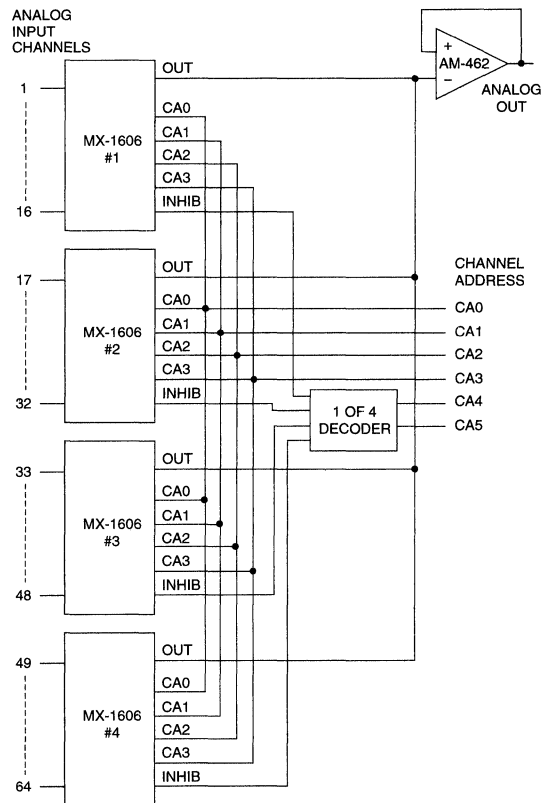 ANALOG
INPUT
CHANNELS
OUT
+
AM-462
−
ANALOG
OUT
1
CA0
CA1
MX-1606
#1
CA2
CA3
INHIB
16
OUT
17
CHANNEL
ADDRESS
CA0
CA0
CA1
CA1
MX-1606
#2
CA2
CA2
CA3
CA3
INHIB
CA4
32
1 OF 4
DECODER
CA5
OUT
33
CA0
CA1
MX-1606
#3
CA2
CA3
INHIB
48
OUT
49
CA0
CA1
MX-1606
#4
CA2
CA3
INHIB
64